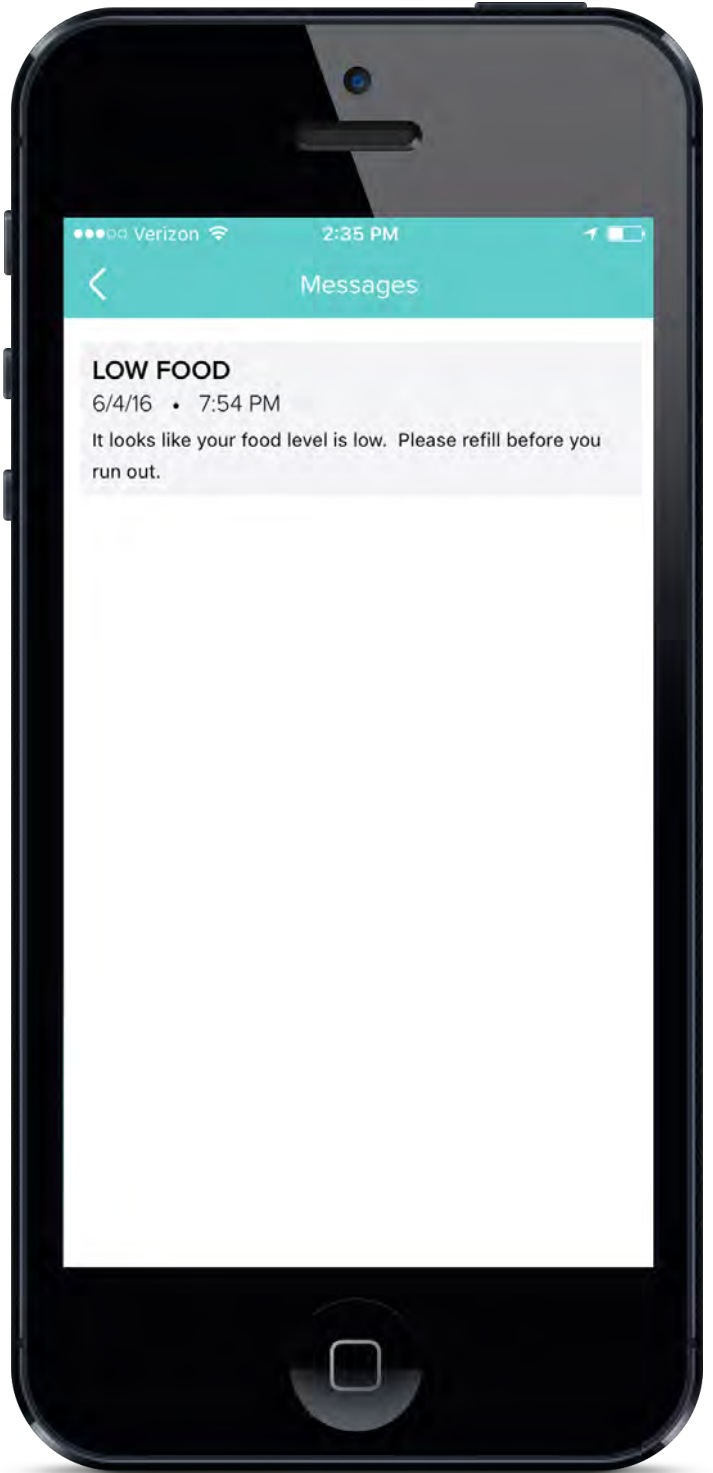 Verizon 2:35 PM
Messages
LOW FOOD
6/4/16 • 7:54 PM
It looks like your food level is low.  Please refill before you
run out.